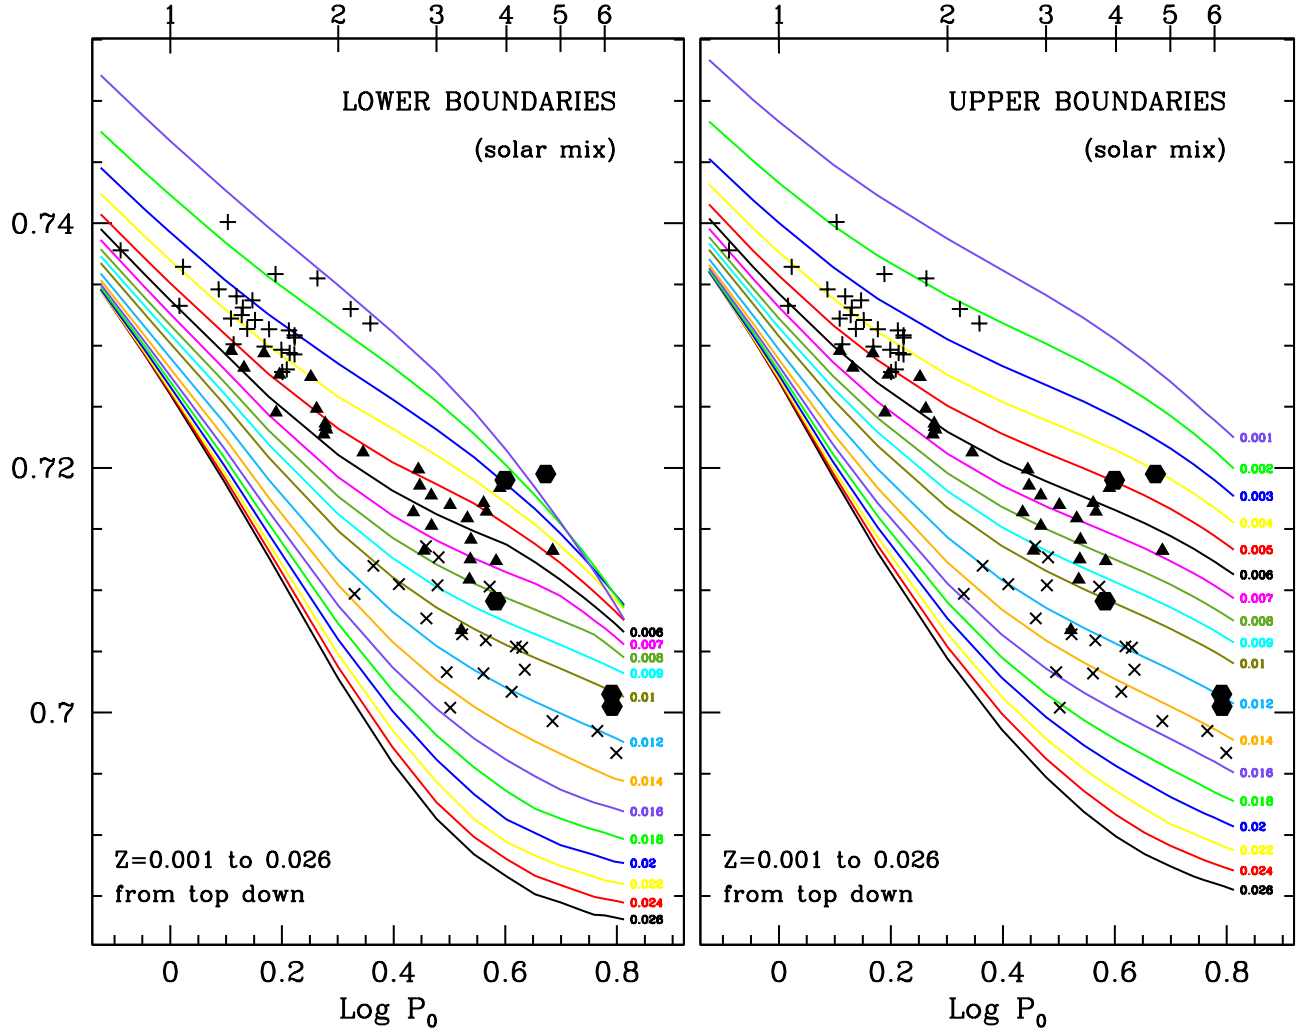 1 2 3 4 5 6
1 2 3 4 5 6
LOWER BOUNDARIES
(solar mix)
UPPER BOUNDARIES
(solar mix)
0.74
0.72
0.7
0.006
0.007
0.008
0.009
0.01
0.012
0.014
0.016
0.018
0.02
0.022
0.024
0.026
0.001
0.002
0.003
0.004
0.005
0.006
0.007
0.008
0.009
0.01
0.012
0.014
0.016
0.018
0.02
0.022
0.024
0.026
Z=0.001 to 0.026
from top down
Z=0.001 to 0.026
from top down
0 0.2 0.4 0.6 0.8
0 0.2 0.4 0.6 0.8
Log P0
Log P0